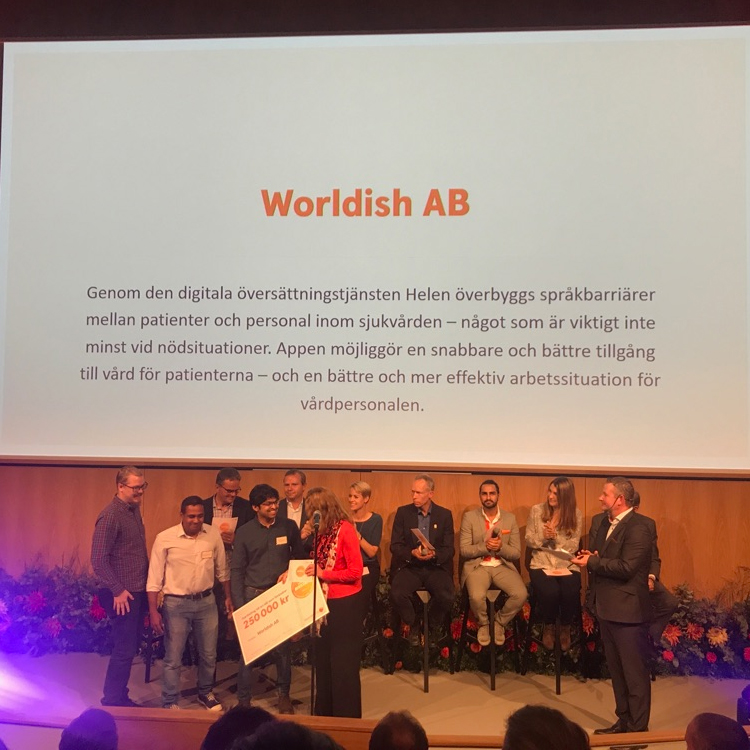 Worldish AB
Genom den digitala översättningstjänsten Helen överbyggs språkbarriärer
mellan patienter och personal inom sjukvården – något som är viktigt inte
minst vid nödsituationer. Appen möjliggör en snabbare och bättre tillgång
till vård för patienterna – och en bättre och mer effektiv arbetssituation för
vårdpersonalen.
250 000 kr
Worldish AB